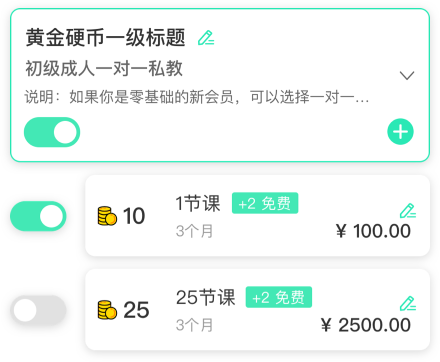 黄金硬币一级标题
初级成人一对一私教
说明：如果你是零基础的新会员，可以选择一对一...
10 1节课 +2 免费
3个月 ¥ 100.00
25 25节课 +2 免费
3个月 ¥ 2500.00